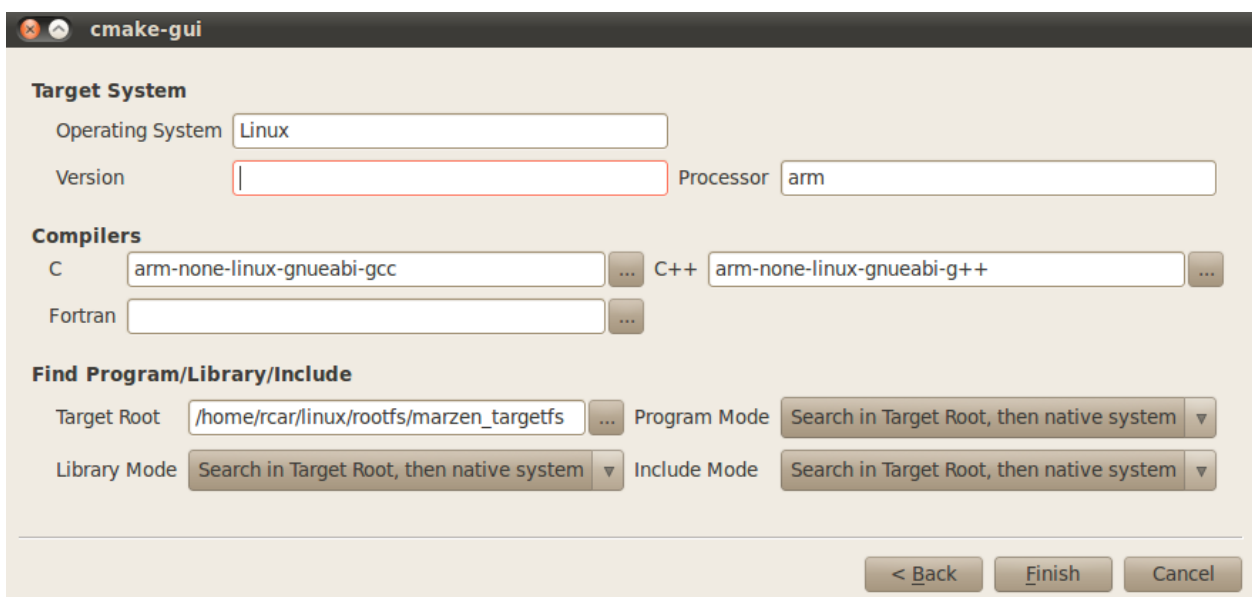 cmake-gui
Target System
Operating System Linux
Version Processor arm
Compilers
C arm-none-linux-gnueabi-gcc ... C++ arm-none-linux-gnueabi-g++ ...
Fortran ...
Find Program/Library/Include
Target Root /home/rcar/linux/rootfs/marzen_targetfs ... Program Mode Search in Target Root, then native system
Library Mode Search in Target Root, then native system Include Mode Search in Target Root, then native system
< Back Finish Cancel